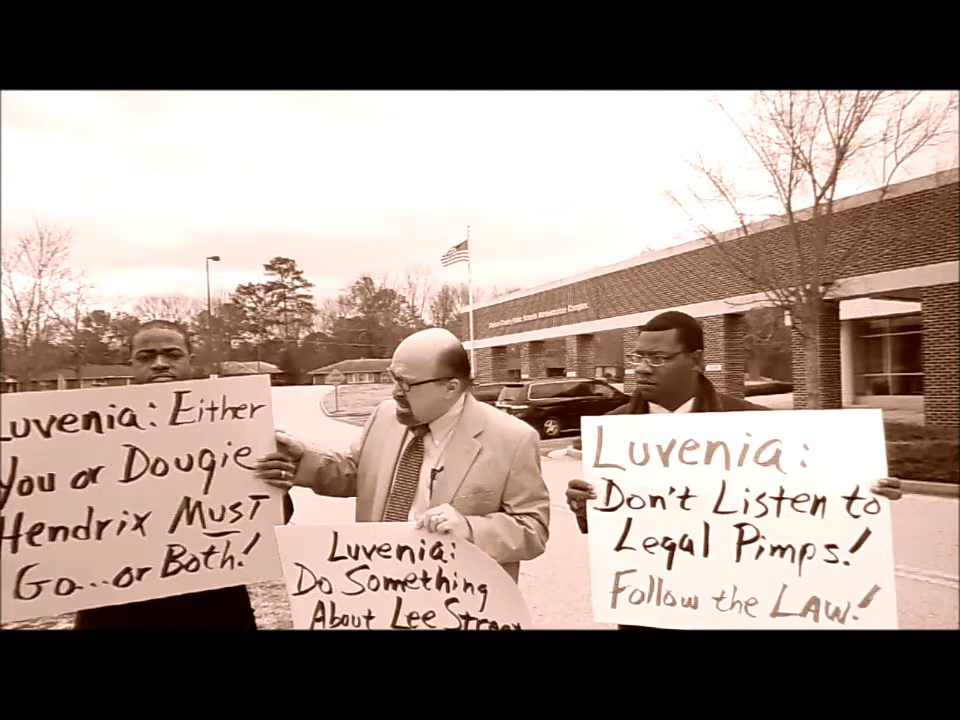 Luvenia: Either
You or Dougie
Hendrix Must
Go...or Both!
Luvenia:
Do Something
About Lee Street
Luvenia:
Don't Listen to
Legal Pimps!
Follow the LAW!